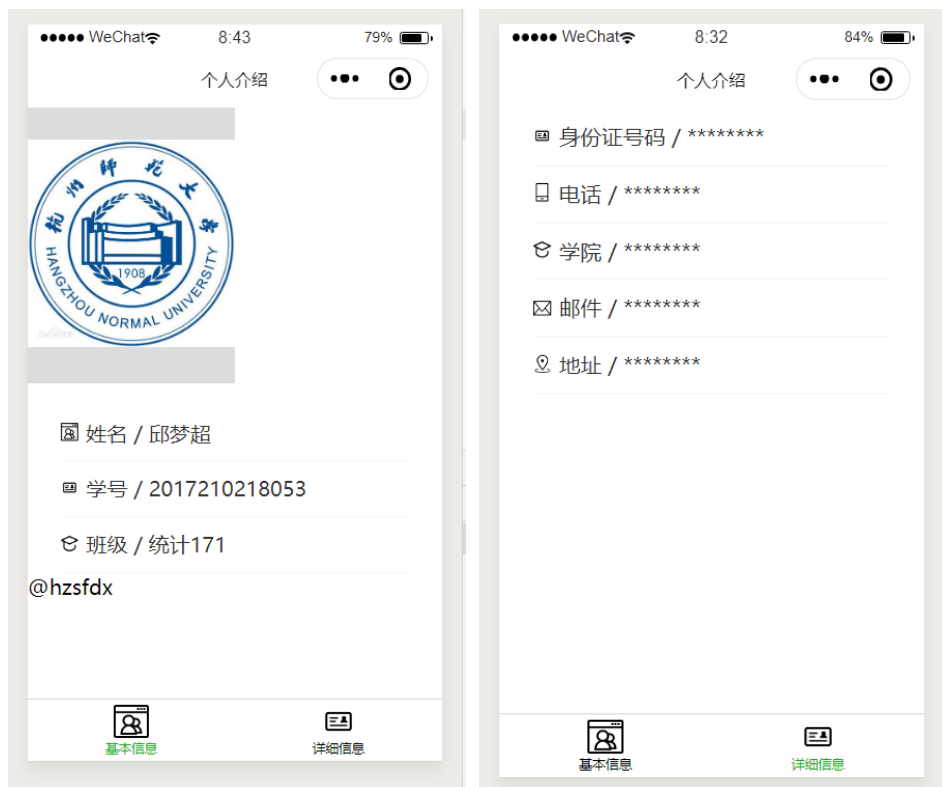 WeChat 8:43 79%
个人介绍
杭州师范大学
HANGZHOU NORMAL UNIVERSITY
1908
姓名 / 邱梦超
学号 / 2017210218053
班级 / 统计171
@hzsfdx
基本信息 详细信息
WeChat 8:32 84%
个人介绍
身份证号码 / ********
电话 / ********
学院 / ********
邮件 / ********
地址 / ********
基本信息 详细信息